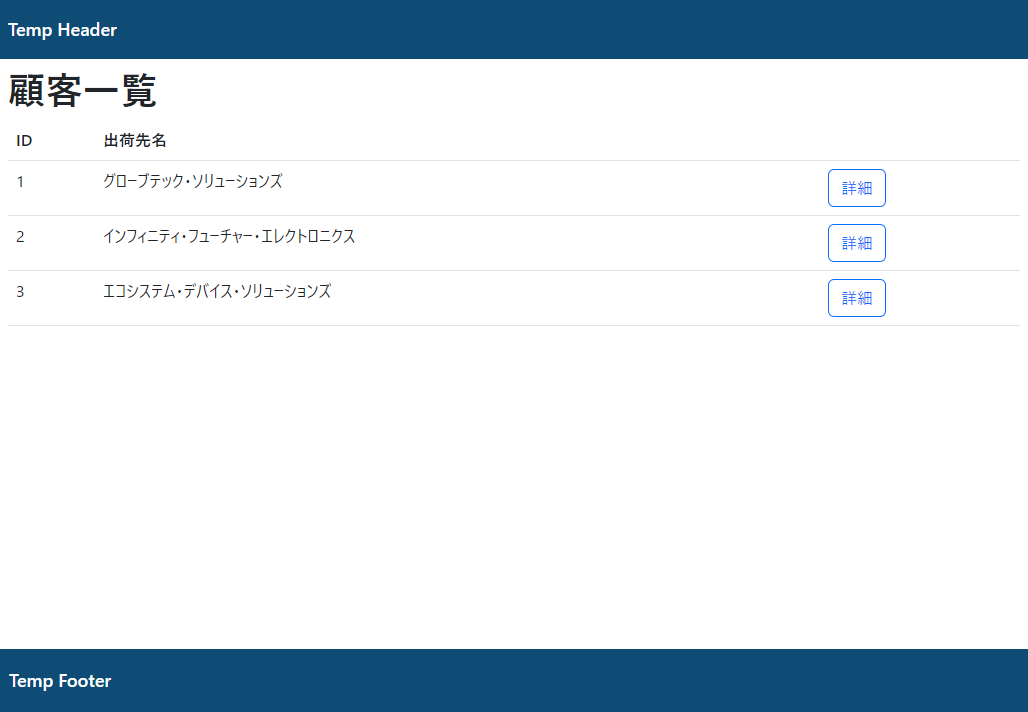 Temp Header
顧客一覧
ID 出荷先名
1 グローブテック・ソリューションズ 詳細
2 インフィニティ・フューチャー・エレクトロニクス 詳細
3 エコシステム・デバイス・ソリューションズ 詳細
Temp Footer